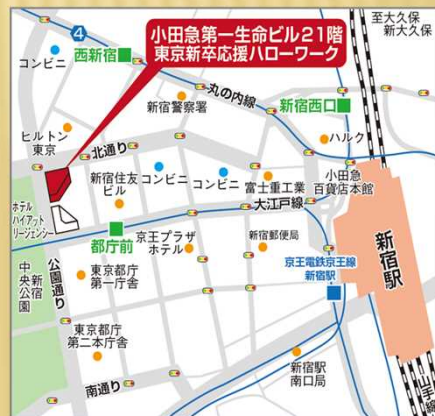 小田急第一生命ビル21階
東京新卒応援ハローワーク
至大久保
新大久保
4
コンビニ
西新宿
丸の内線
新宿西口
新宿警察署
ハルク
ヒルトン
東京
北通り
新宿住友
ビル
コンビニ
コンビニ
富士重工業
小田急
百貨店本館
大江戸線
ホテル
ハイアット
リージェンシー
都庁前
京王プラザ
ホテル
新宿郵便局
京王電鉄京王線
新宿駅
新宿駅
新宿
中央公園
公園通り
東京都庁
第一庁舎
東京都庁
第二本庁舎
南通り
新宿駅
南口局
山手線